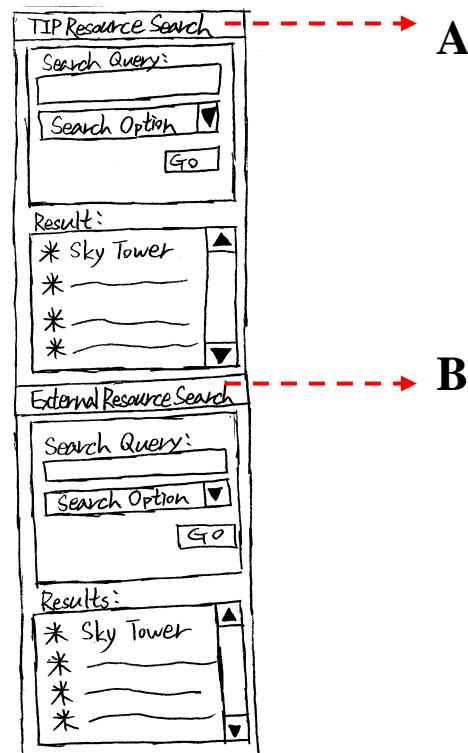 TIP Resource Search
A
Search Query:
Search Option
Go
Result:
Sky Tower
B
External Resource Search
Search Query:
Search Option
GO
Results:
Sky Tower